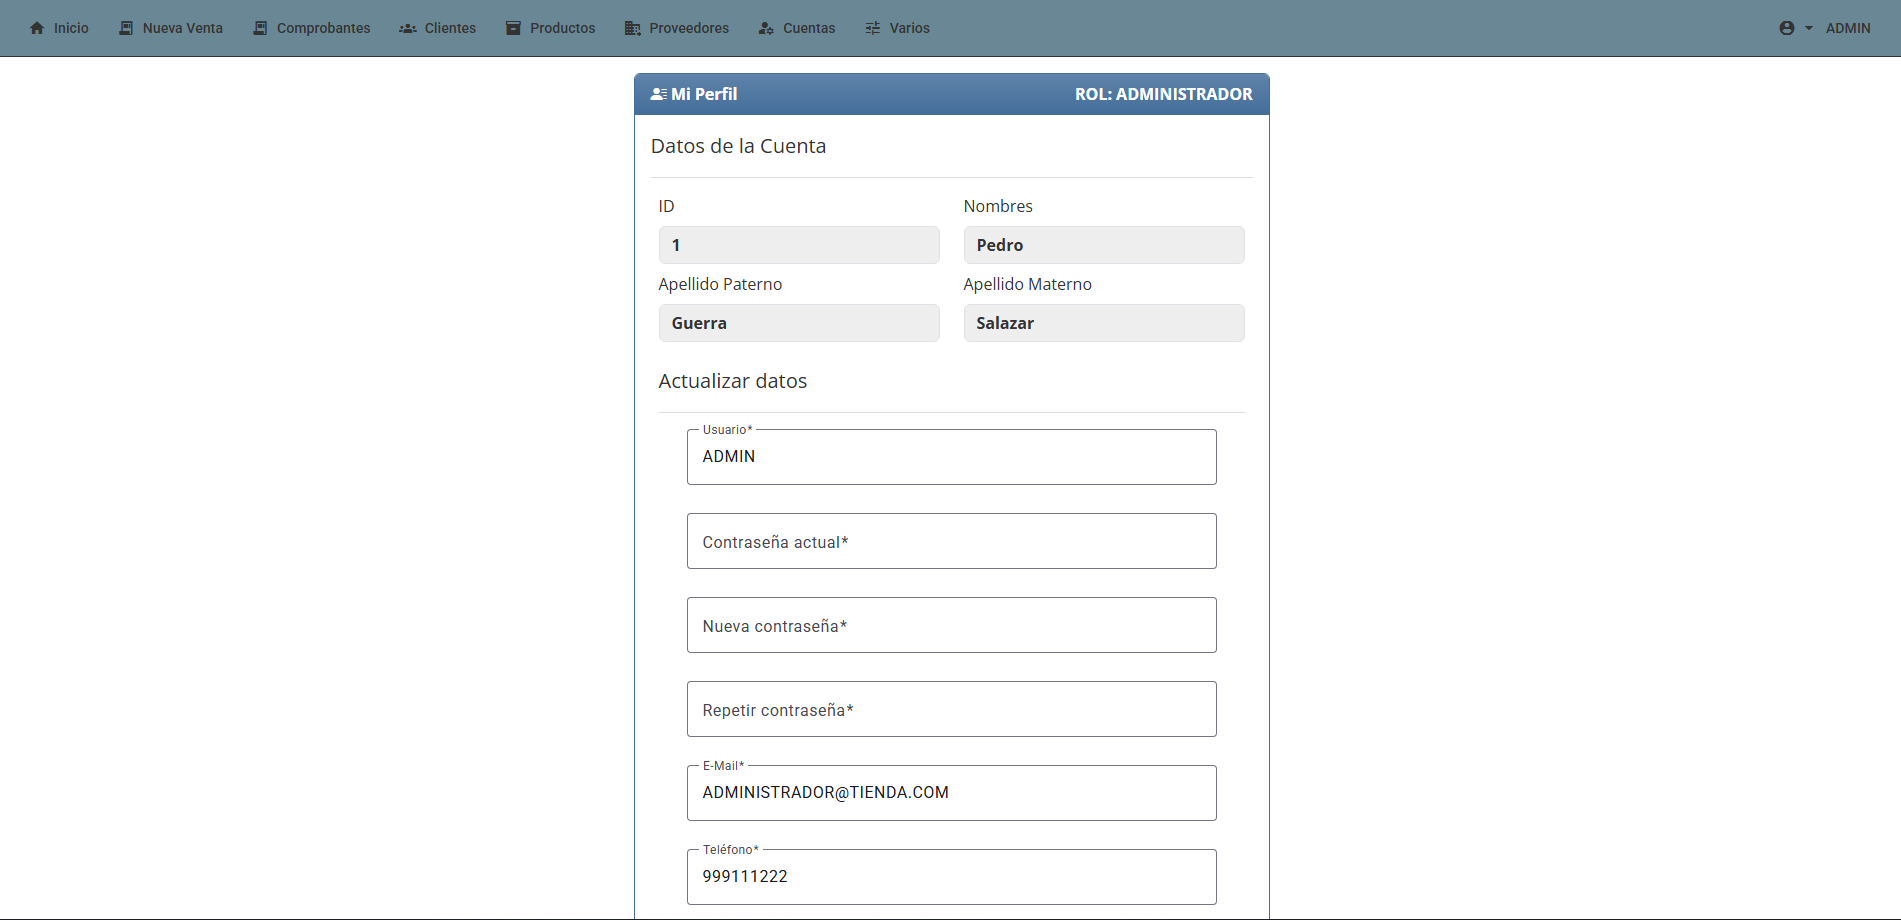 Inicio Nueva Venta Comprobantes Clientes Productos Proveedores Cuentas Varios ADMIN
Mi Perfil ROL: ADMINISTRADOR
Datos de la Cuenta
ID Nombres
1 Pedro
Apellido Paterno Apellido Materno
Guerra Salazar
Actualizar datos
Usuario*
ADMIN
Contraseña actual*
Nueva contraseña*
Repetir contraseña*
E-Mail*
ADMINISTRADOR@TIENDA.COM
Teléfono*
999111222